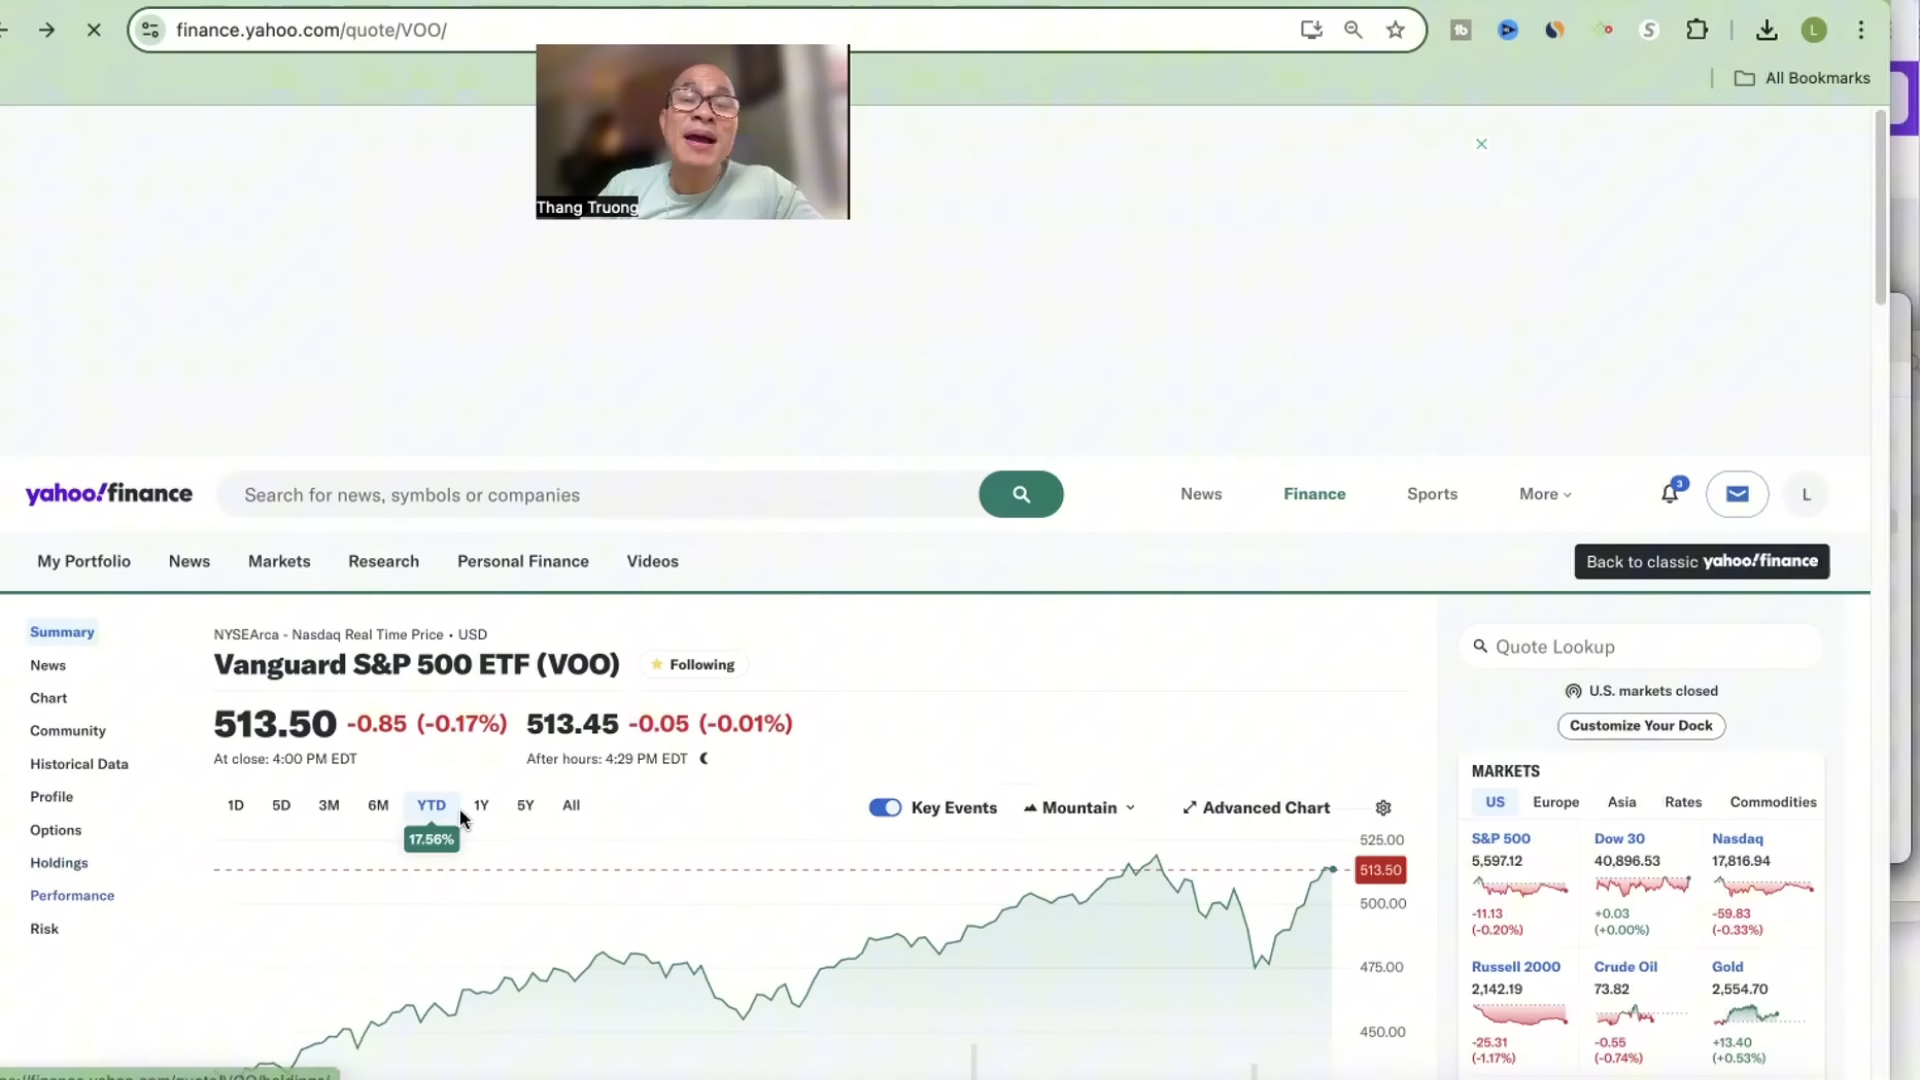 finance.yahoo.com/quote/VOO/
tb
S
L
All Bookmarks
Thang Truong
yahoo!finance
Search for news, symbols or companies
News
Finance
Sports
More
3
L
My Portfolio
News
Markets
Research
Personal Finance
Videos
Back to classic yahoo!finance
Summary
News
Chart
Community
Historical Data
Profile
Options
Holdings
Performance
Risk
NYSEArca - Nasdaq Real Time Price • USD
Vanguard S&P 500 ETF (VOO)
Following
513.50 -0.85 (-0.17%)
At close: 4:00 PM EDT
513.45 -0.05 (-0.01%)
After hours: 4:29 PM EDT
1D 5D 3M 6M YTD 1Y 5Y All
17.56%
Key Events
Mountain
Advanced Chart
525.00
513.50
500.00
475.00
450.00
Quote Lookup
U.S. markets closed
Customize Your Dock
MARKETS
US Europe Asia Rates Commodities
S&P 500
5,597.12
-11.13
(-0.20%)
Dow 30
40,896.53
+0.03
(+0.00%)
Nasdaq
17,816.94
-59.83
(-0.33%)
Russell 2000
2,142.19
-25.31
(-1.17%)
Crude Oil
73.82
-0.55
(-0.74%)
Gold
2,554.70
+13.40
(+0.53%)